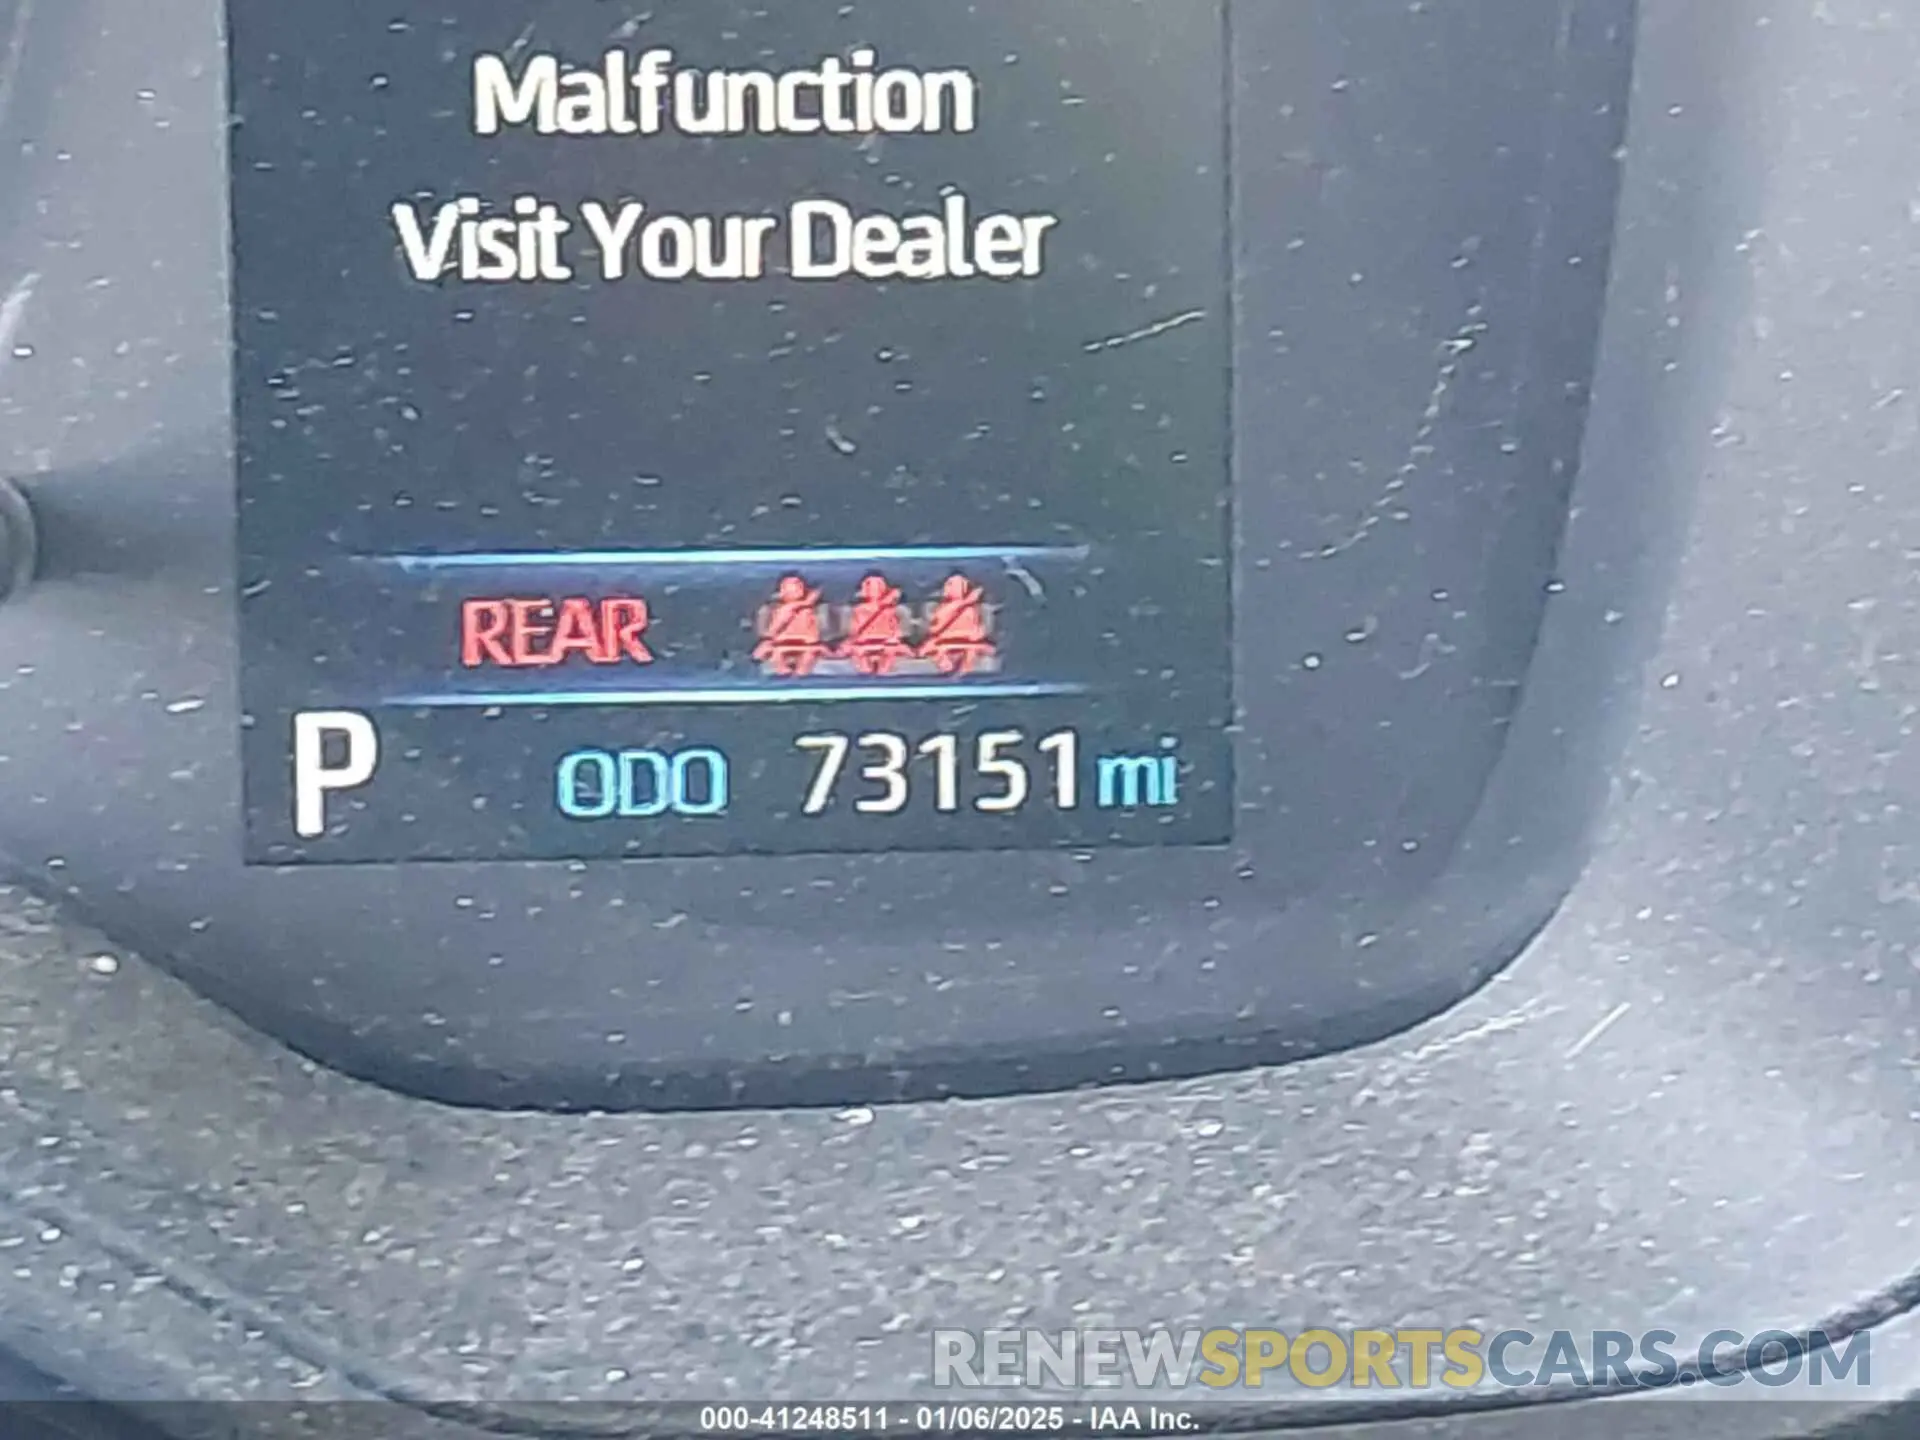 Malfunction
Visit Your Dealer
REAR
P ODO 73151 mi
RENEWSPORTSCARS.COM
000-41248511 - 01/06/2025 - IAA Inc.